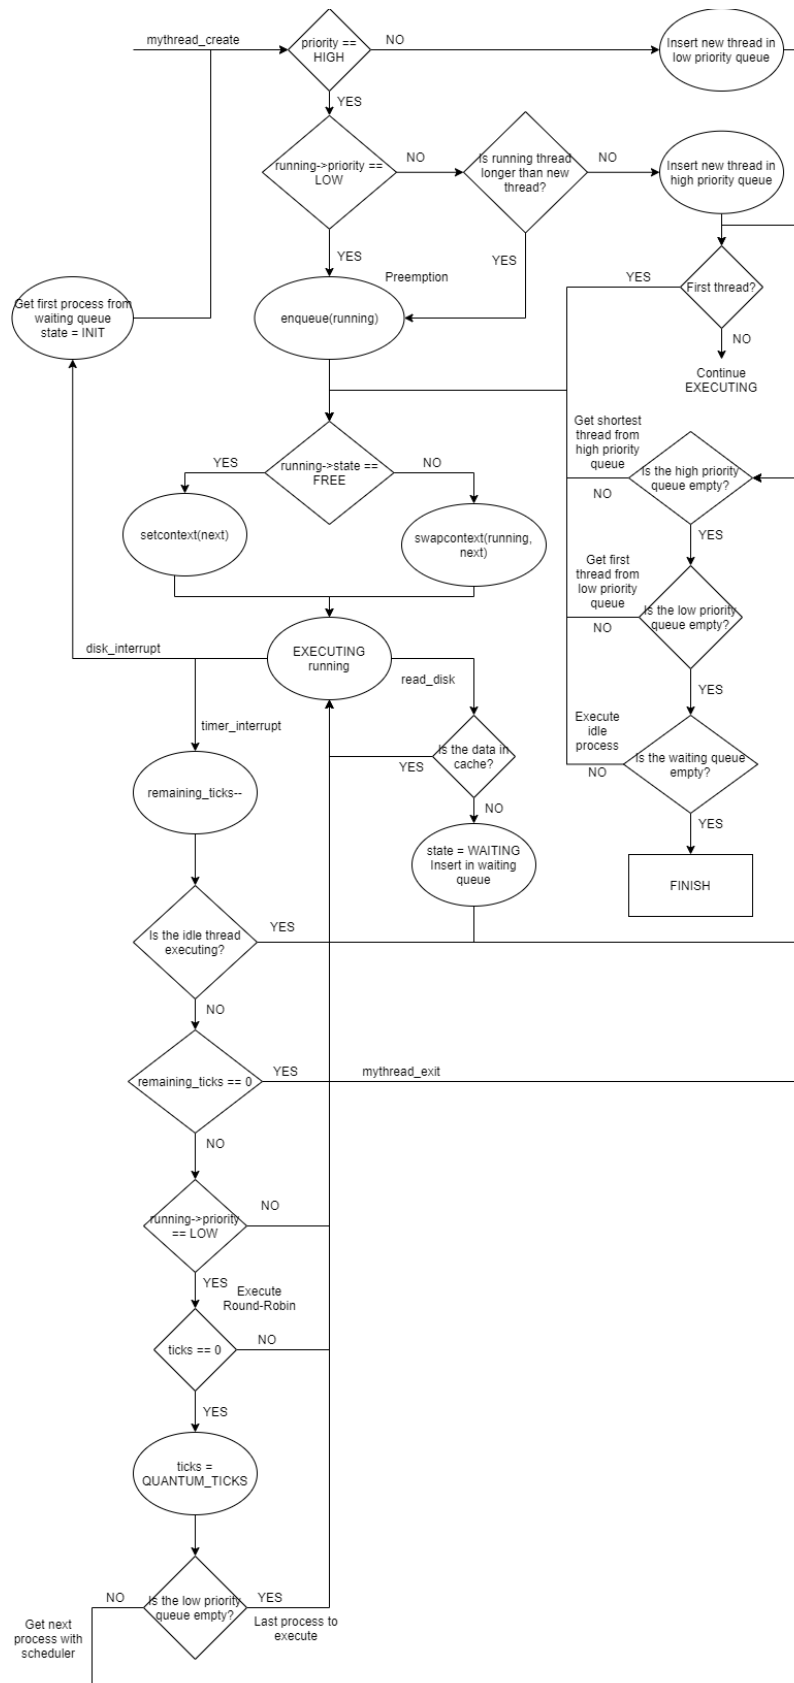 mythread_create
priority ==
HIGH
NO
Insert new thread in
low priority queue
YES
running->priority ==
LOW
NO
Is running thread
longer than new
thread?
NO
Insert new thread in
high priority queue
YES
Preemption
YES
YES
First thread?
Get first process from
waiting queue
state = INIT
enqueue(running)
NO
Continue
EXECUTING
Get shortest
thread from
high priority
queue
YES
running->state ==
FREE
NO
Is the high priority
queue empty?
NO
setcontext(next)
swapcontext(running,
next)
YES
Get first
thread from
low priority
queue
Is the low priority
queue empty?
NO
disk_interrupt
EXECUTING
running
read_disk
YES
timer_interrupt
Execute
idle
process
Is the data in
cache?
YES
Is the waiting queue
empty?
NO
remaining_ticks--
NO
YES
state = WAITING
Insert in waiting
queue
FINISH
Is the idle thread
executing?
YES
NO
remaining_ticks == 0
YES
mythread_exit
NO
running->priority
== LOW
NO
YES
Execute
Round-Robin
ticks == 0
NO
YES
ticks =
QUANTUM_TICKS
NO
Is the low priority
queue empty?
YES
Get next
process with
scheduler
Last process to
execute